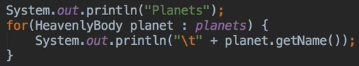 System.out.println("Planets");
for(HeavenlyBody planet : planets) {
    System.out.println("\t" + planet.getName());
}